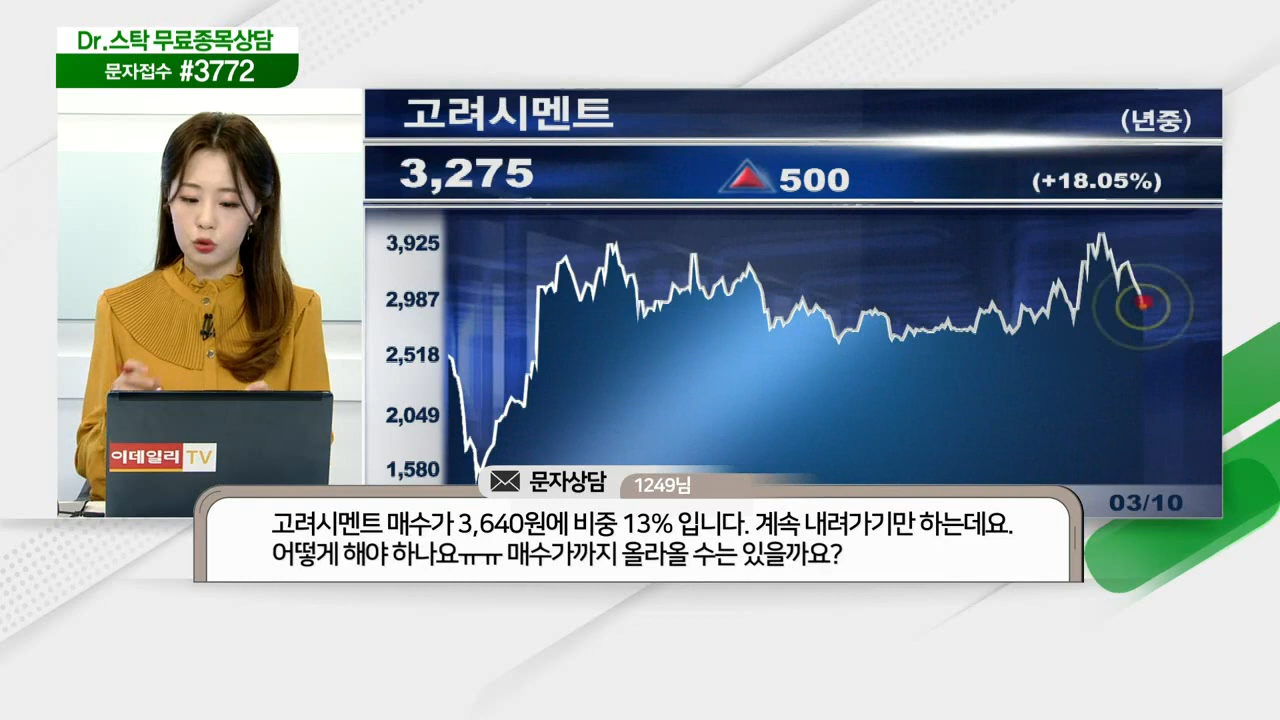 Dr.스탁 무료종목상담
문자접수 #3772
고려시멘트
(년중)
3,275
500
(+18.05%)
3,925
2,987
2,518
2,049
1,580
03/10
이데일리 TV
문자상담
1249님
고려시멘트 매수가 3,640원에 비중 13% 입니다. 계속 내려가기만 하는데요.
어떻게 해야 하나요ㅠㅠ 매수가까지 올라올 수는 있을까요?